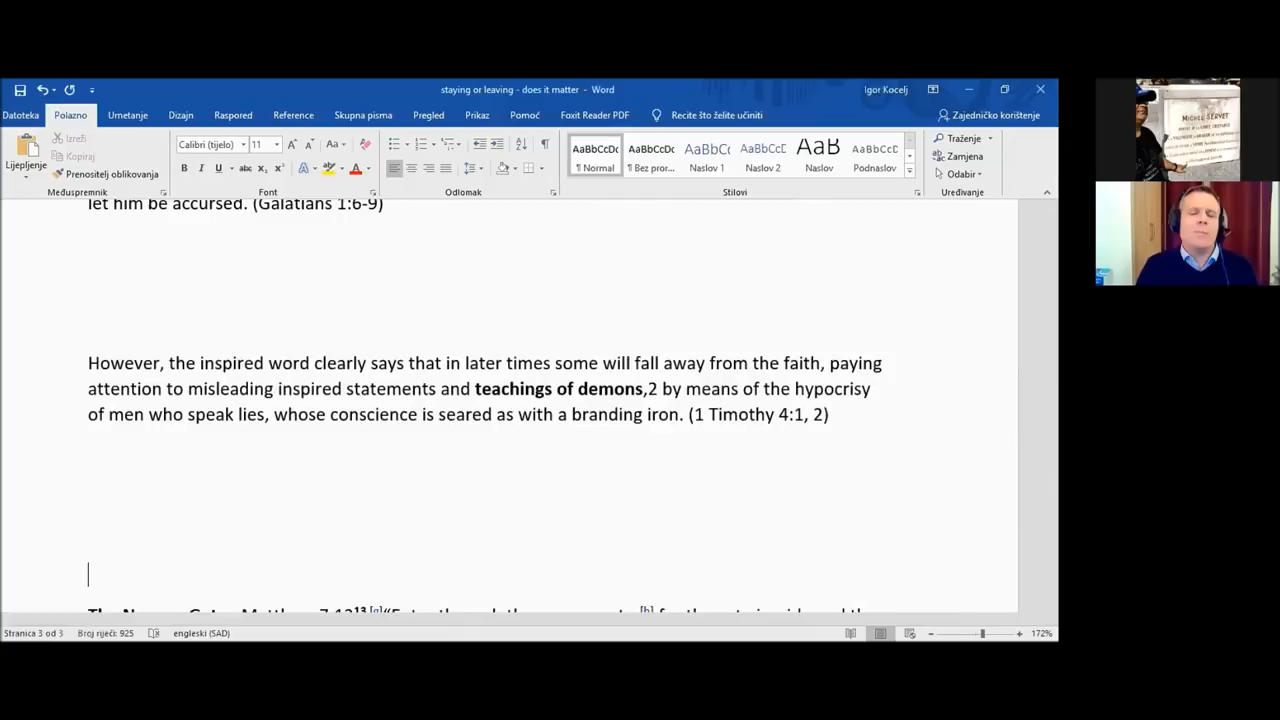 staying or leaving - does it matter - Word
Igor Kocelj
Datoteka Polazno Umetanje Dizajn Raspored Reference Skupna pisma Pregled Prikaz Pomoć Foxit Reader PDF Recite što želite učiniti Zajedničko korištenje
Lijepljenje
Izreži
Kopiraj
Prenositelj oblikovanja
Međuspremnik
Calibri (tijelo) 11
Font
Odlomak
AaBbCcDc AaBbCcDc AaBbCc AaBbCcE AaB AaBbCcD
¶ Normal ¶ Bez pror... Naslov 1 Naslov 2 Naslov Podnaslov
Stilovi
Traženje
Zamjena
Odabir
Uređivanje
let him be accursed. (Galatians 1:6-9)
However, the inspired word clearly says that in later times some will fall away from the faith, paying
attention to misleading inspired statements and teachings of demons,2 by means of the hypocrisy
of men who speak lies, whose conscience is seared as with a branding iron. (1 Timothy 4:1, 2)
Stranica 3 od 3 Broj riječi: 925 engleski (SAD) 172%
MICHEL SERVET